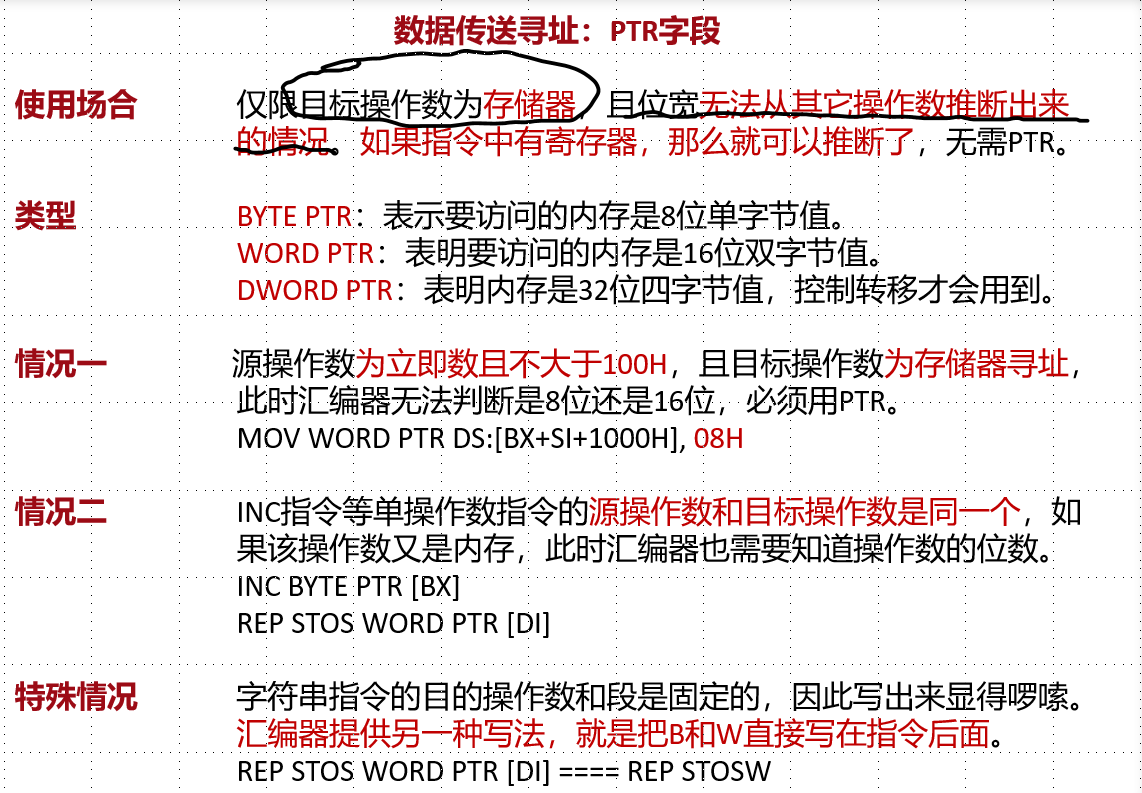 数据传送寻址：PTR字段
使用场合 仅限目标操作数为存储器，且位宽无法从其它操作数推断出来
的情况。如果指令中有寄存器，那么就可以推断了，无需PTR。
类型 BYTE PTR：表示要访问的内存是8位单字节值。
WORD PTR：表明要访问的内存是16位双字节值。
DWORD PTR：表明内存是32位四字节值，控制转移才会用到。
情况一 源操作数为立即数且不大于100H，且目标操作数为存储器寻址，
此时汇编器无法判断是8位还是16位，必须用PTR。
MOV WORD PTR DS:[BX+SI+1000H], 08H
情况二 INC指令等单操作数指令的源操作数和目标操作数是同一个，如
果该操作数又是内存，此时汇编器也需要知道操作数的位数。
INC BYTE PTR [BX]
REP STOS WORD PTR [DI]
特殊情况 字符串指令的目的操作数和段是固定的，因此写出来显得啰嗦。
汇编器提供另一种写法，就是把B和W直接写在指令后面。
REP STOS WORD PTR [DI] ==== REP STOSW